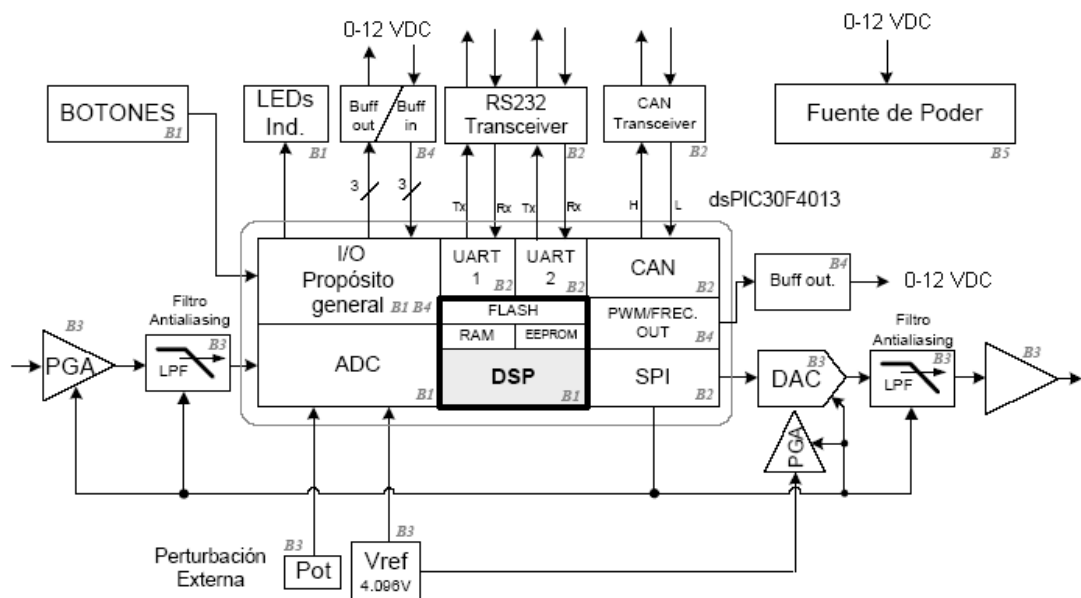 0-12 VDC
0-12 VDC
BOTONES
B1
LEDs
Ind.
B1
Buff
out
Buff
in
B4
RS232
Transceiver
B2
CAN
Transceiver
B2
Fuente de Poder
B5
3
3
Tx
Rx
Tx
Rx
H
L
dsPIC30F4013
I/O
Propósito
general
B1 B4
UART
1
B2
UART
2
B2
CAN
B2
Buff out.
B4
0-12 VDC
FLASH
RAM
EEPROM
DSP
B1
PWM/FREC.
OUT
B4
Filtro
Antialiasing
B3
PGA
B3
LPF
ADC
B1
SPI
B2
DAC
B3
PGA
Filtro
Antialiasing
B3
LPF
B3
Perturbación
Externa
B3
Pot
B3
Vref
4.096V